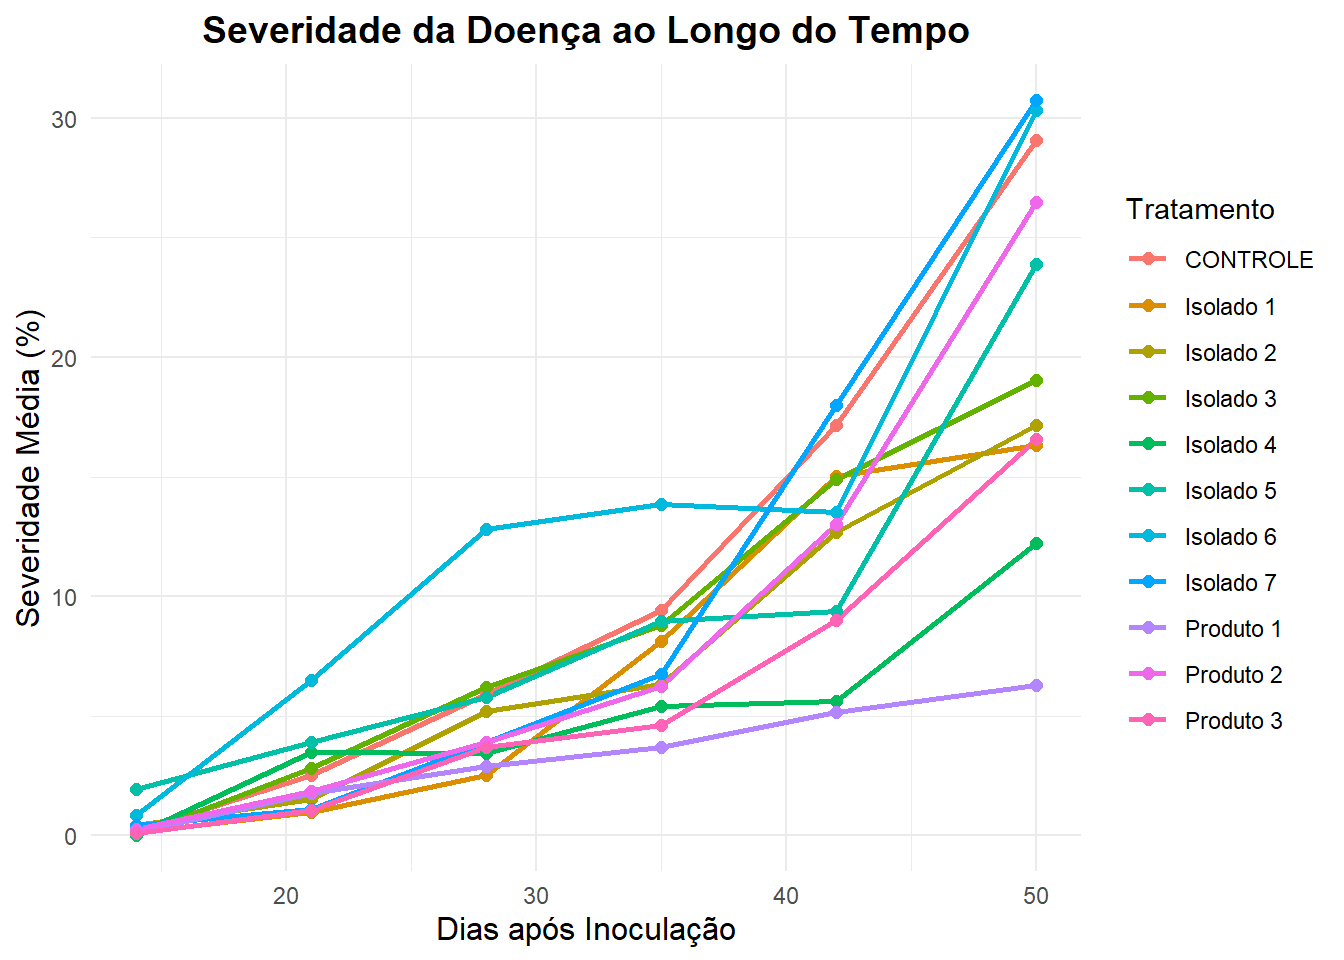 Severidade da Doença ao Longo do Tempo
Severidade Média (%)
30
20
10
0
20
30
40
50
Dias após Inoculação
Tratamento
CONTROLE
Isolado 1
Isolado 2
Isolado 3
Isolado 4
Isolado 5
Isolado 6
Isolado 7
Produto 1
Produto 2
Produto 3